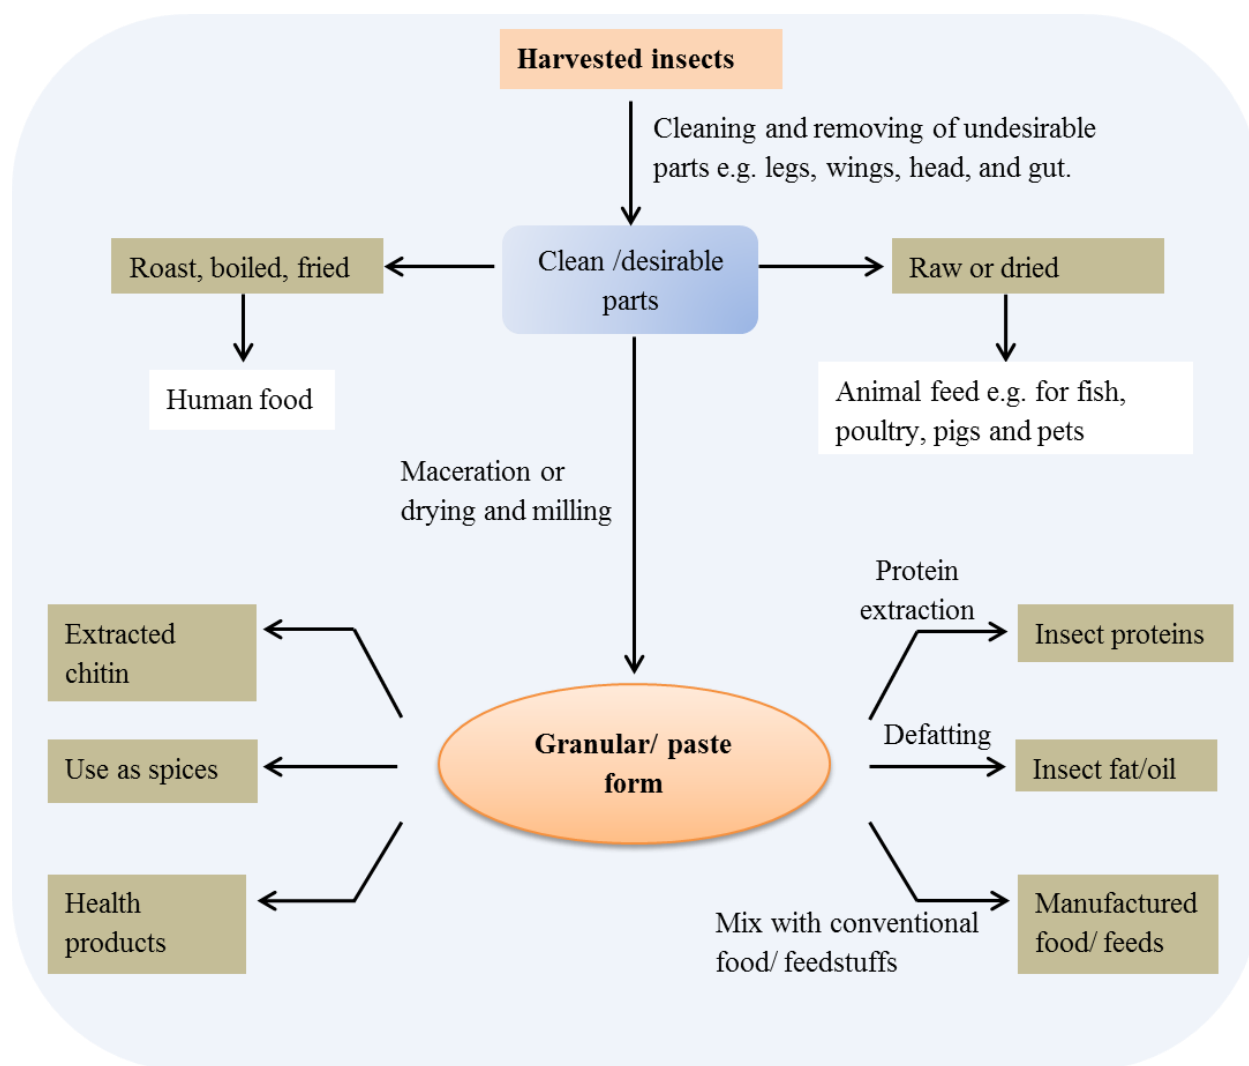 Harvested insects
Cleaning and removing of undesirable
parts e.g. legs, wings, head, and gut.
Roast, boiled, fried
Clean /desirable
parts
Raw or dried
Human food
Animal feed e.g. for fish,
poultry, pigs and pets
Maceration or
drying and milling
Protein
extraction
Extracted
chitin
Insect proteins
Use as spices
Granular/ paste
form
Defatting
Insect fat/oil
Health
products
Mix with conventional
food/ feedstuffs
Manufactured
food/ feeds